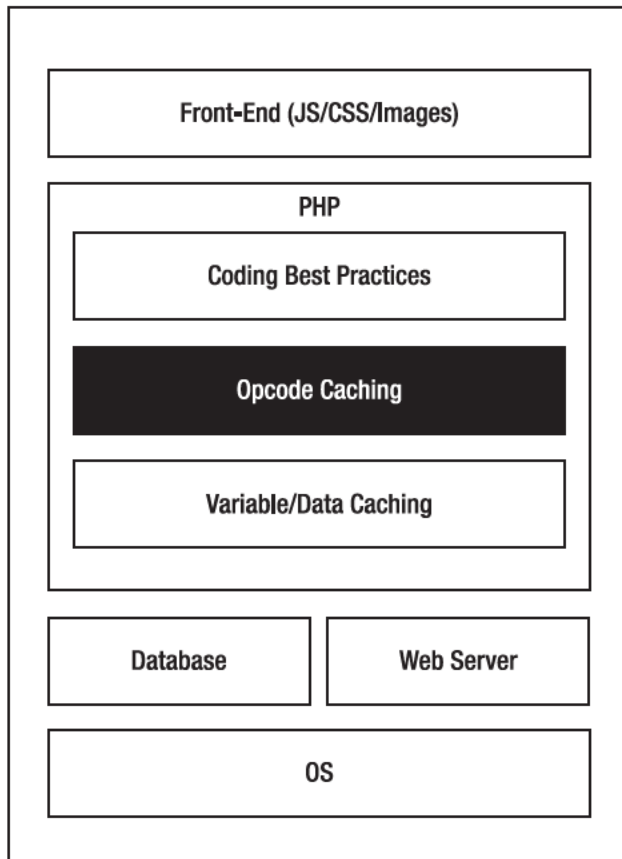 Front-End (JS/CSS/Images)
PHP
Coding Best Practices
Opcode Caching
Variable/Data Caching
Database
Web Server
OS